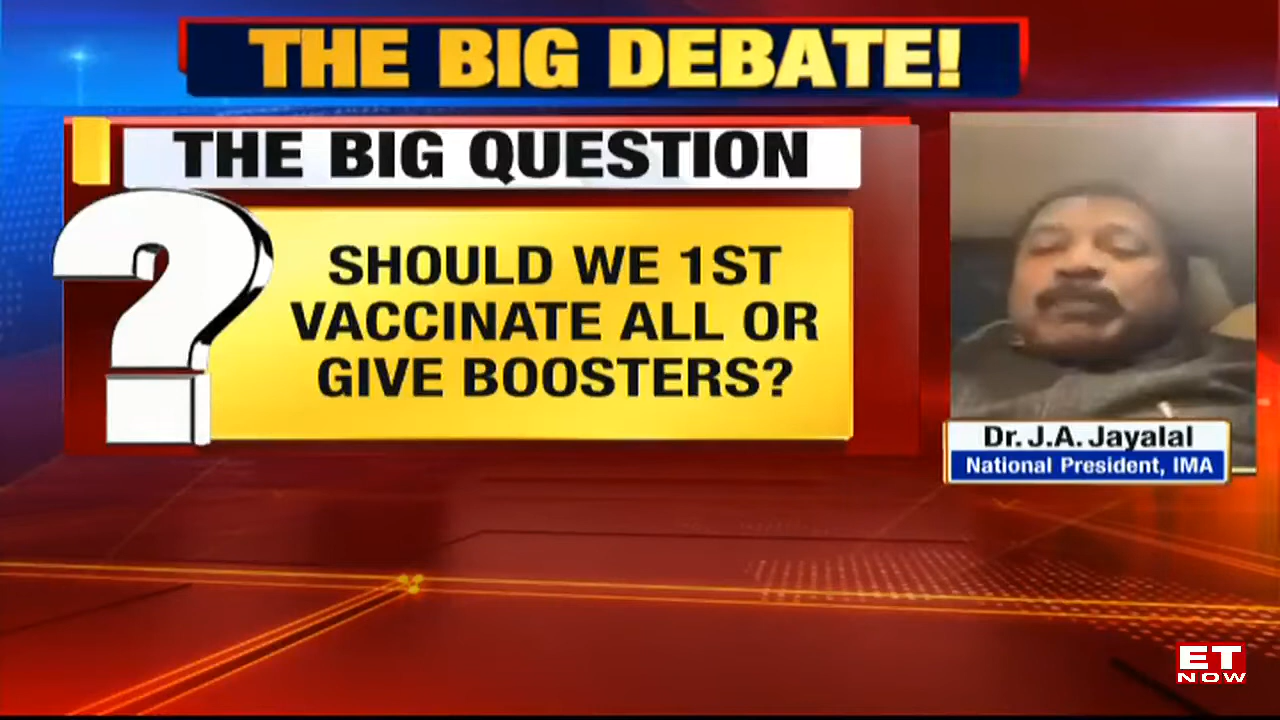 THE BIG DEBATE!
THE BIG QUESTION
?
SHOULD WE 1ST
VACCINATE ALL OR
GIVE BOOSTERS?
Dr. J.A. Jayalal
National President, IMA
ET
NOW